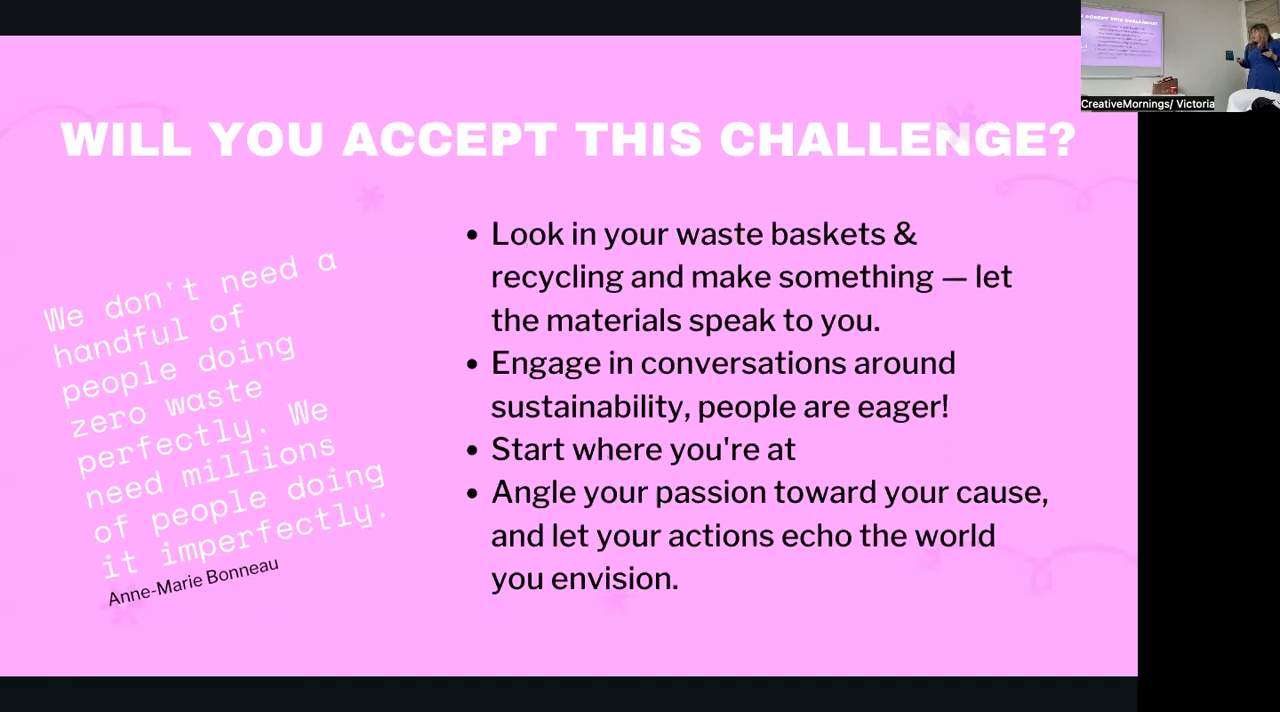 WILL YOU ACCEPT THIS CHALLENGE?
We don't need a
handful of
people doing
zero waste
perfectly. We
need millions
of people doing
it imperfectly.
Anne-Marie Bonneau
• Look in your waste baskets &
recycling and make something — let
the materials speak to you.
• Engage in conversations around
sustainability, people are eager!
• Start where you're at
• Angle your passion toward your cause,
and let your actions echo the world
you envision.
ACCEPT THIS CHALLENGE?
CreativeMornings/ Victoria